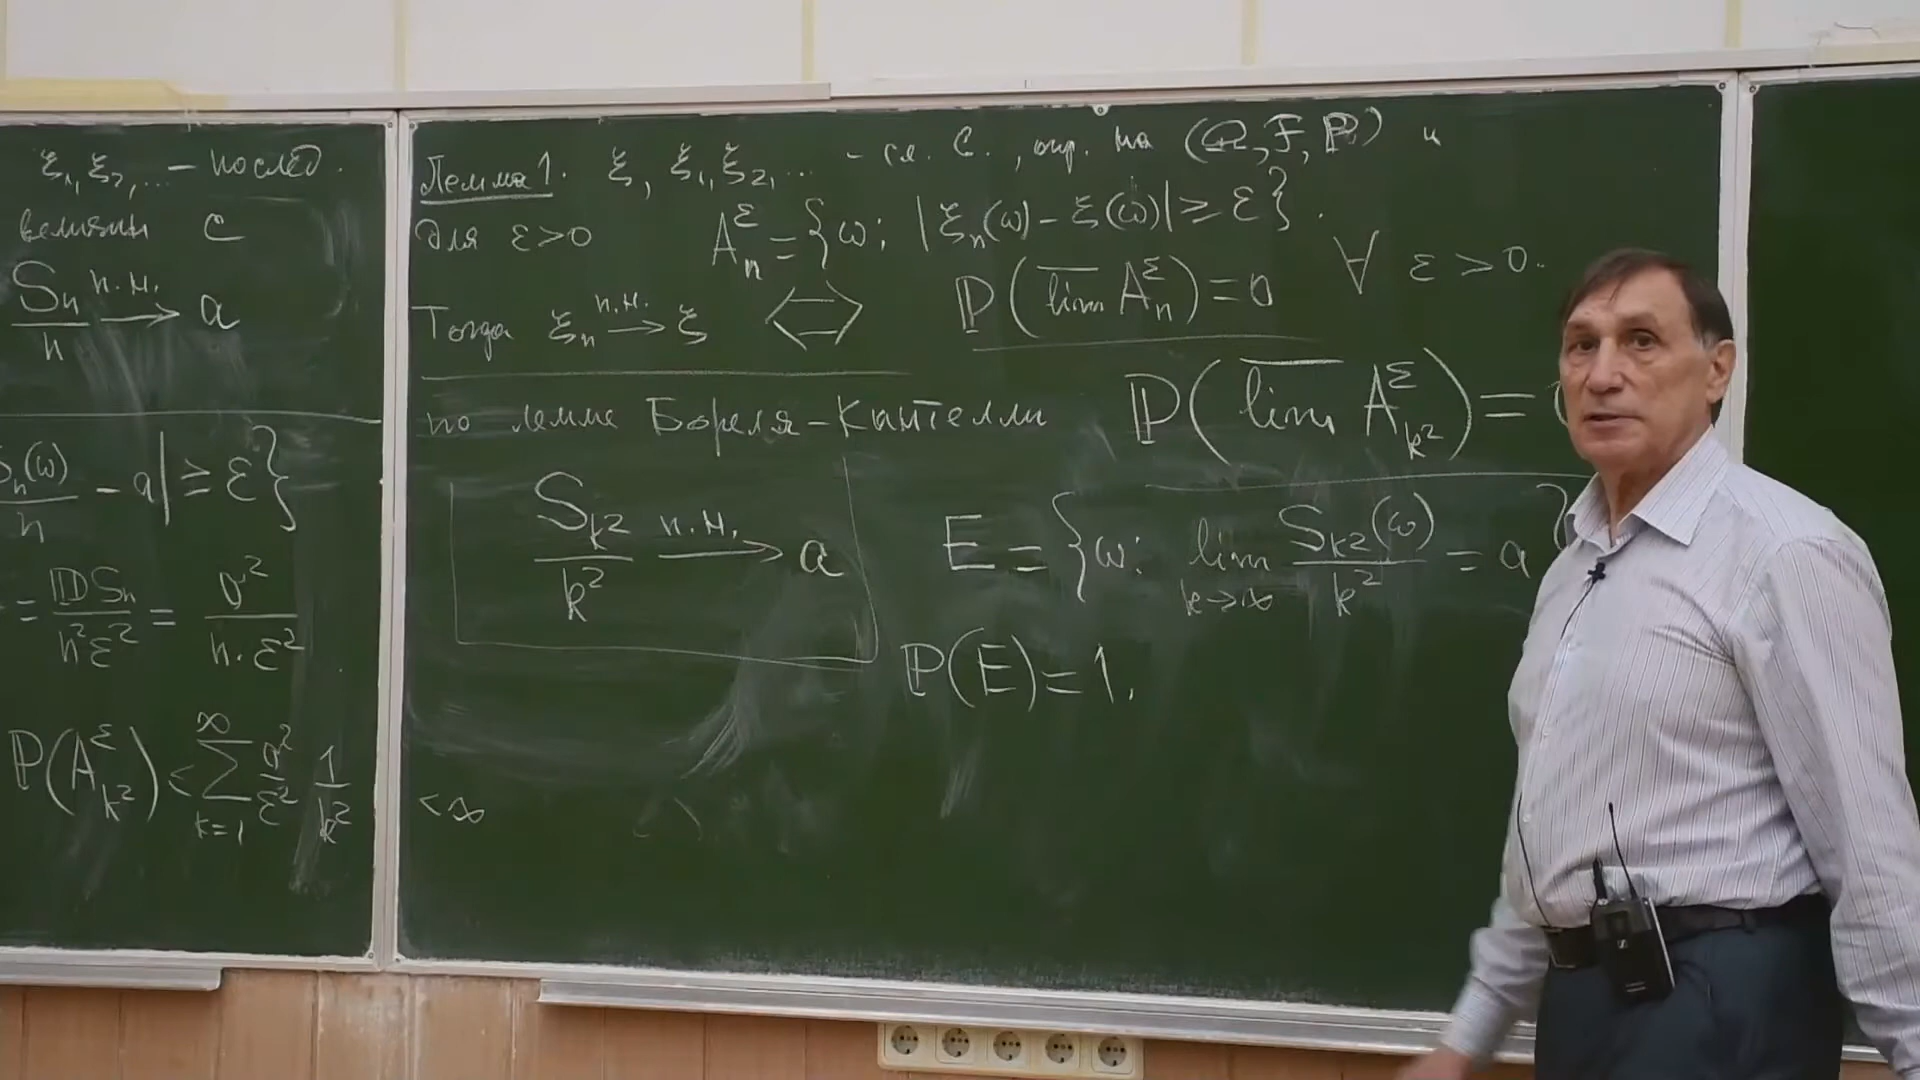 ξ₁, ξ₂, ... – послед.
величин с
Sₙ/n п.н.→ a
Sₙ(ω)/n – a| ≥ ε}
= 𝔻Sₙ/n²ε² = σ²/n·ε²
ℙ(A^ε_{k²}) < ∑_{k=1}^∞ σ²/ε² 1/k² < ∞
Лемма 1. ξ, ξ₁, ξ₂, ... – сл. в., опр. на (Ω, F, ℙ) и
для ε > 0 A^ε_n = {ω: |ξₙ(ω) – ξ(ω)| ≥ ε}.
Тогда ξₙ п.н.→ ξ ⇔ ℙ(lim̅ A^ε_n) = 0 ∀ ε > 0.
по лемме Бореля – Кантелли ℙ(lim̅ A^ε_{k²}) =
S_{k²}/k² п.н.→ a
E = {ω: lim_{k→∞} S_{k²}(ω)/k² = a}
ℙ(E) = 1.